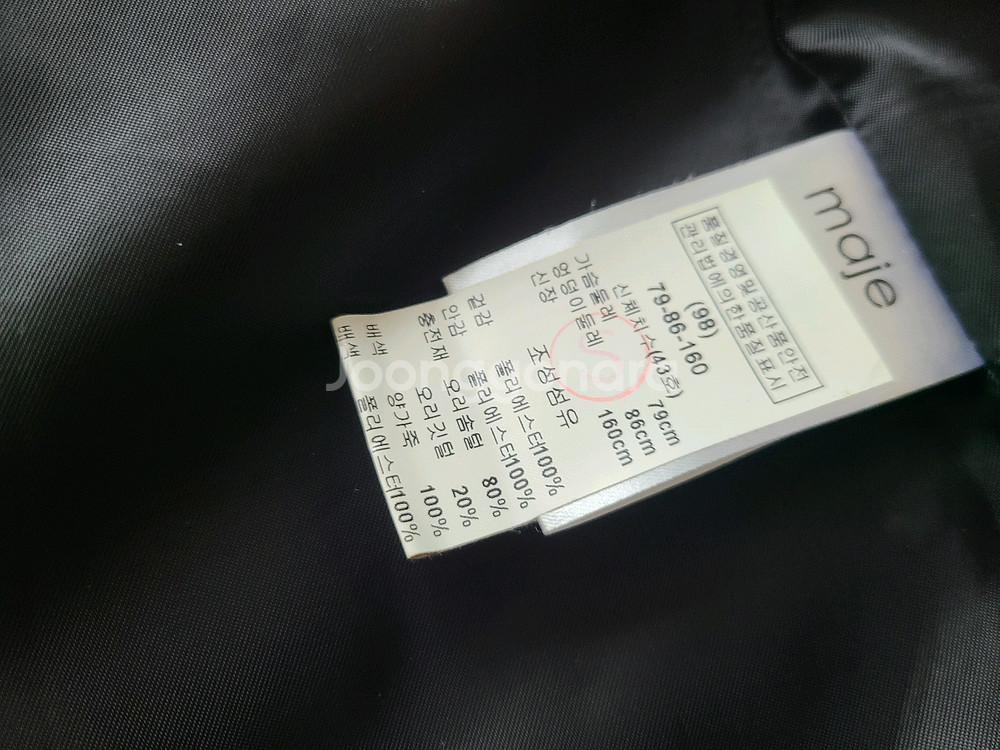 maje
품질경영및공산품안전
관리법에의한품질표시
(98)
79-86-160
신체치수(43호)
가슴둘레 79cm
엉덩이둘레 86cm
신장 160cm
조성섬유
겉감 폴리에스터100%
안감 폴리에스터100%
충전재 오리솜털 80%
오리깃털 20%
배색 양가죽 100%
배색 폴리에스터100%
Joonggonara